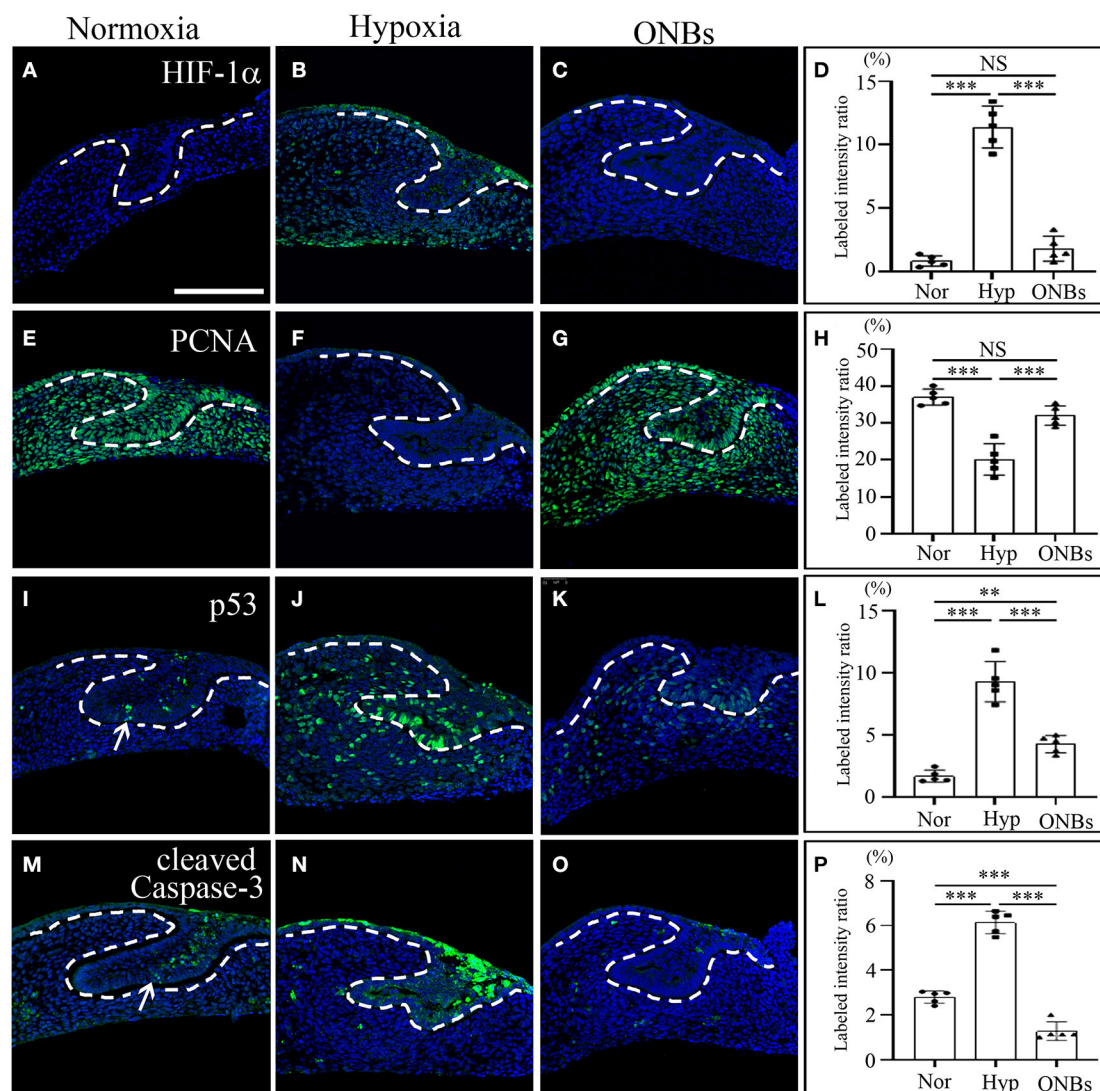 Normoxia Hypoxia ONBs
A HIF-1α B C D (%) NS
*** ***
15
10
5
0
Labeled intensity ratio
Nor Hyp ONBs
E PCNA F G H (%) NS
*** ***
50
40
30
20
10
0
Labeled intensity ratio
Nor Hyp ONBs
I p53 J K L (%) **
*** ***
15
10
5
0
Labeled intensity ratio
Nor Hyp ONBs
M cleaved N O P (%) ***
Caspase-3 *** ***
8
6
4
2
0
Labeled intensity ratio
Nor Hyp ONBs